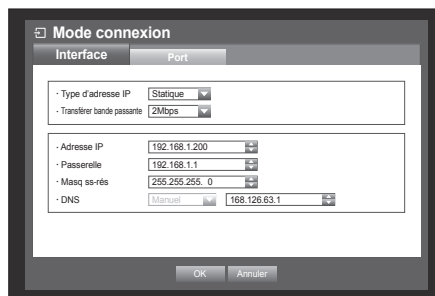 Mode connexion
Interface Port
· Type d'adresse IP Statique
· Transférer bande passante 2Mbps
· Adresse IP 192.168.1.200
· Passerelle 192.168.1.1
· Masq ss-rés 255.255.255. 0
· DNS Manuel 168.126.63.1
OK Annuler